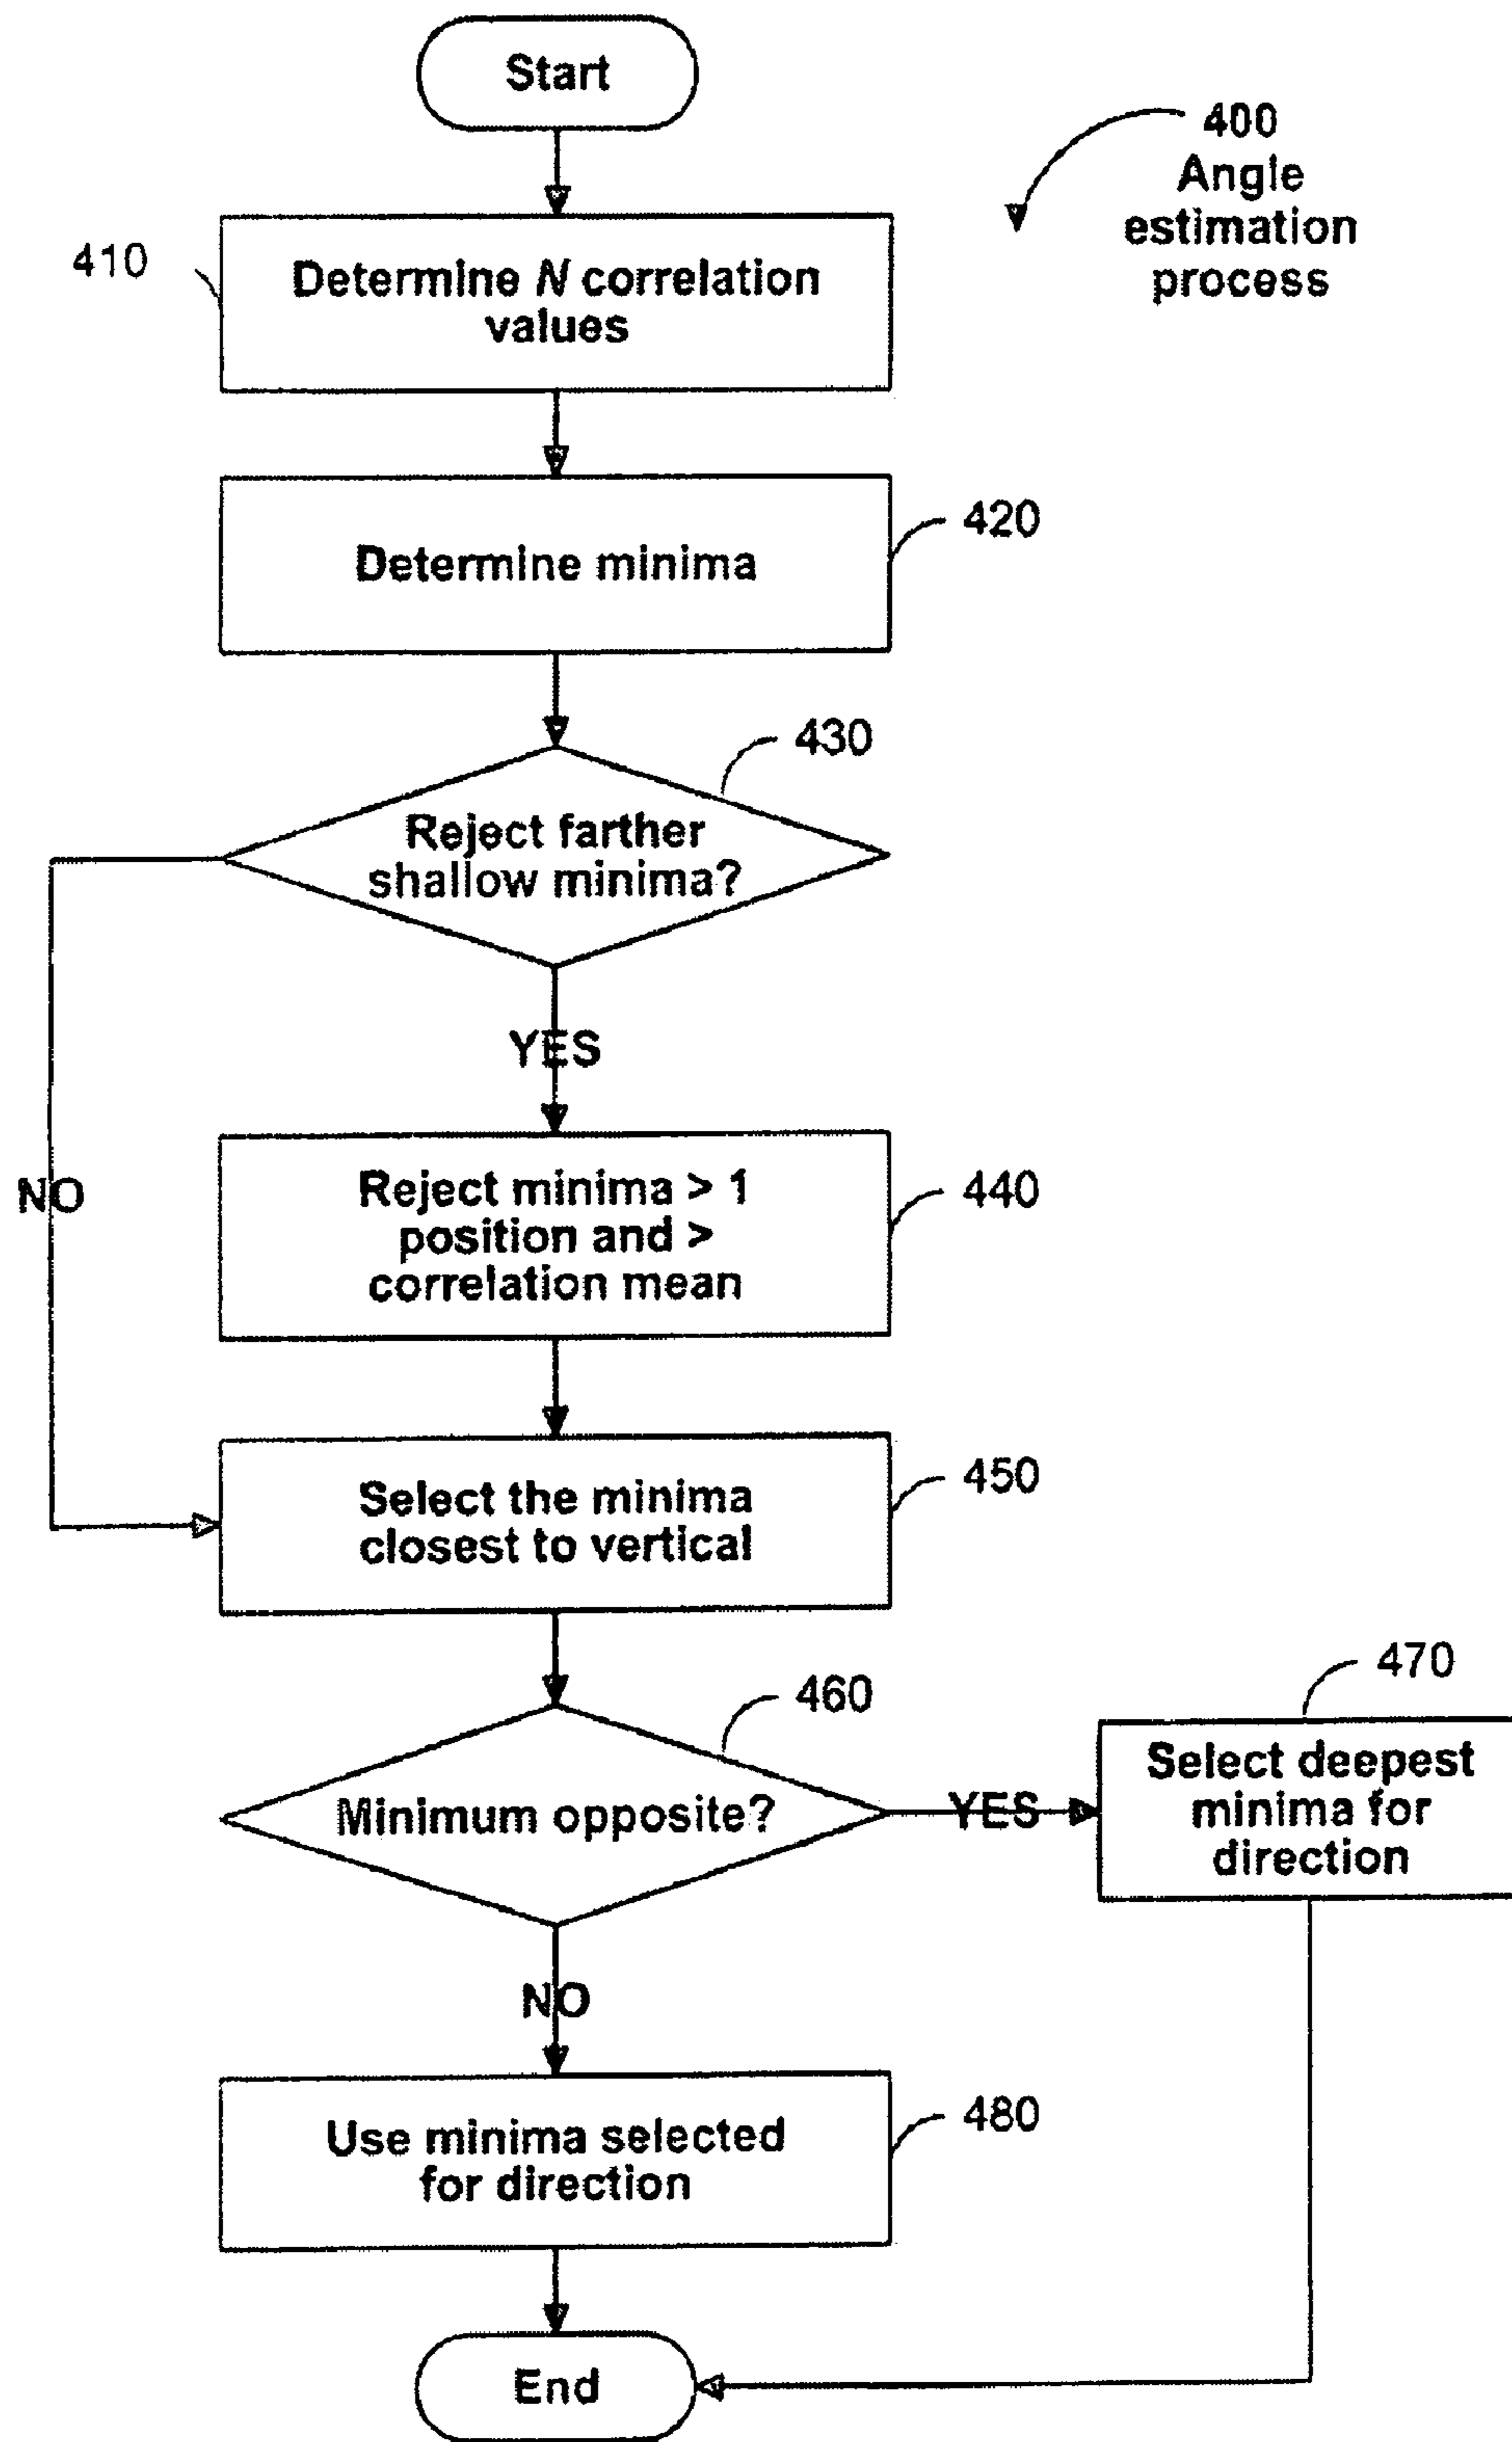 Start
400
Angle
estimation
process
410
Determine N correlation
values
420
Determine minima
430
Reject farther
shallow minima?
YES
NO
440
Reject minima > 1
position and >
correlation mean
450
Select the minima
closest to vertical
460
Minimum opposite?
YES
470
Select deepest
minima for
direction
NO
480
Use minima selected
for direction
End